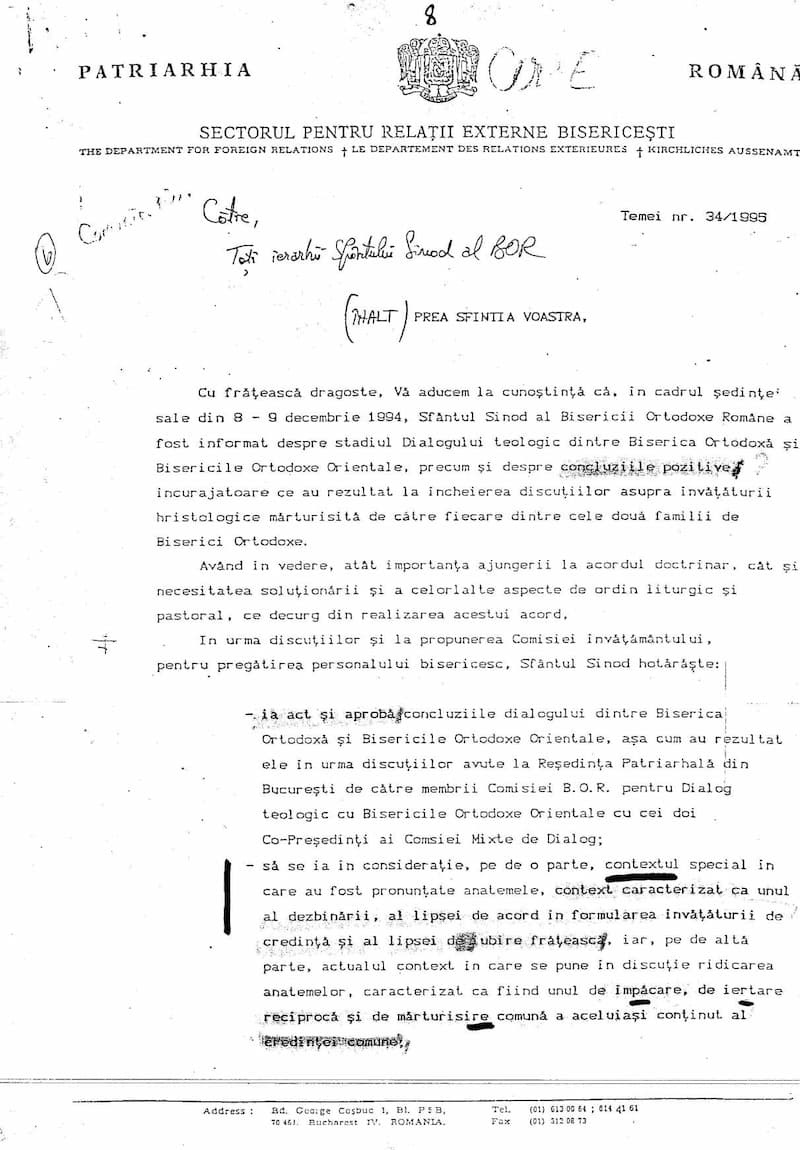 8
PATRIARHIA ROMÂNĂ
SECTORUL PENTRU RELAȚII EXTERNE BISERICEȘTI
THE DEPARTMENT FOR FOREIGN RELATIONS † LE DEPARTEMENT DES RELATIONS EXTERIEURES † KIRCHLICHES AUSSENAMT
Către,
Temei nr. 34/1995
Toți ierarhii Sfântului Sinod al BOR
(ÎNALT) PREA SFINTIA VOASTRA,
Cu frățească dragoste, Vă aducem la cunoștință că, în cadrul ședințe
sale din 8 - 9 decembrie 1994, Sfântul Sinod al Bisericii Ortodoxe Române a
fost informat despre stadiul Dialogului teologic dintre Biserica Ortodoxă și
Bisericile Ortodoxe Orientale, precum și despre concluziile pozitive,
încurajatoare ce au rezultat la încheierea discuțiilor asupra învățăturii
hristologice mărturisită de către fiecare dintre cele două familii de
Biserici Ortodoxe.
Având în vedere, atât importanța ajungerii la acordul doctrinar, cât și
necesitatea soluționării și a celorlalte aspecte de ordin liturgic și
pastoral, ce decurg din realizarea acestui acord,
In urma discuțiilor și la propunerea Comisiei învățământului,
pentru pregătirea personalului bisericesc, Sfântul Sinod hotărăște:
- ia act și aprobă concluziile dialogului dintre Biserica
Ortodoxă și Bisericile Ortodoxe Orientale, așa cum au rezultat
ele în urma discuțiilor avute la Reședința Patriarhală din
București de către membrii Comisiei B.O.R. pentru Dialog
teologic cu Bisericile Ortodoxe Orientale cu cei doi
Co-Președinți ai Comsiei Mixte de Dialog;
- să se ia în considerație, pe de o parte, contextul special în
care au fost pronunțate anatemele, context caracterizat ca unul
al dezbinării, al lipsei de acord în formularea învățăturii de
credință și al lipsei de iubire frățească, iar, pe de altă
parte, actualul context în care se pune în discuție ridicarea
anatemelor, caracterizat ca fiind unul de împăcare, de iertare
reciprocă și de mărturisire comună a aceluiași conținut al
credinței comune;
Address : Bd. George Coșbuc 1, Bl. P5B, Tel. (01) 613 00 64 ; 614 41 61
70 461. Bucharest IV. ROMANIA. Fax (01) 312 08 73